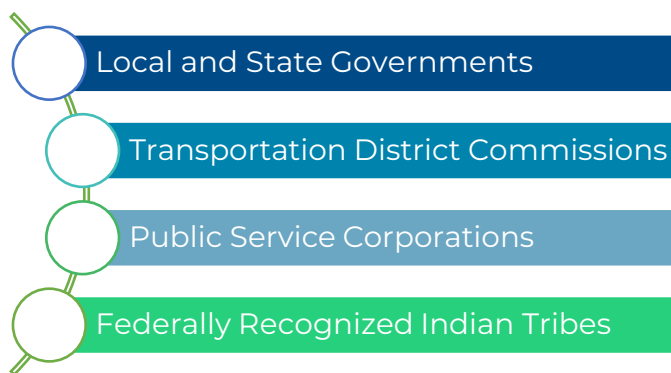 Local and State Governments
Transportation District Commissions
Public Service Corporations
Federally Recognized Indian Tribes